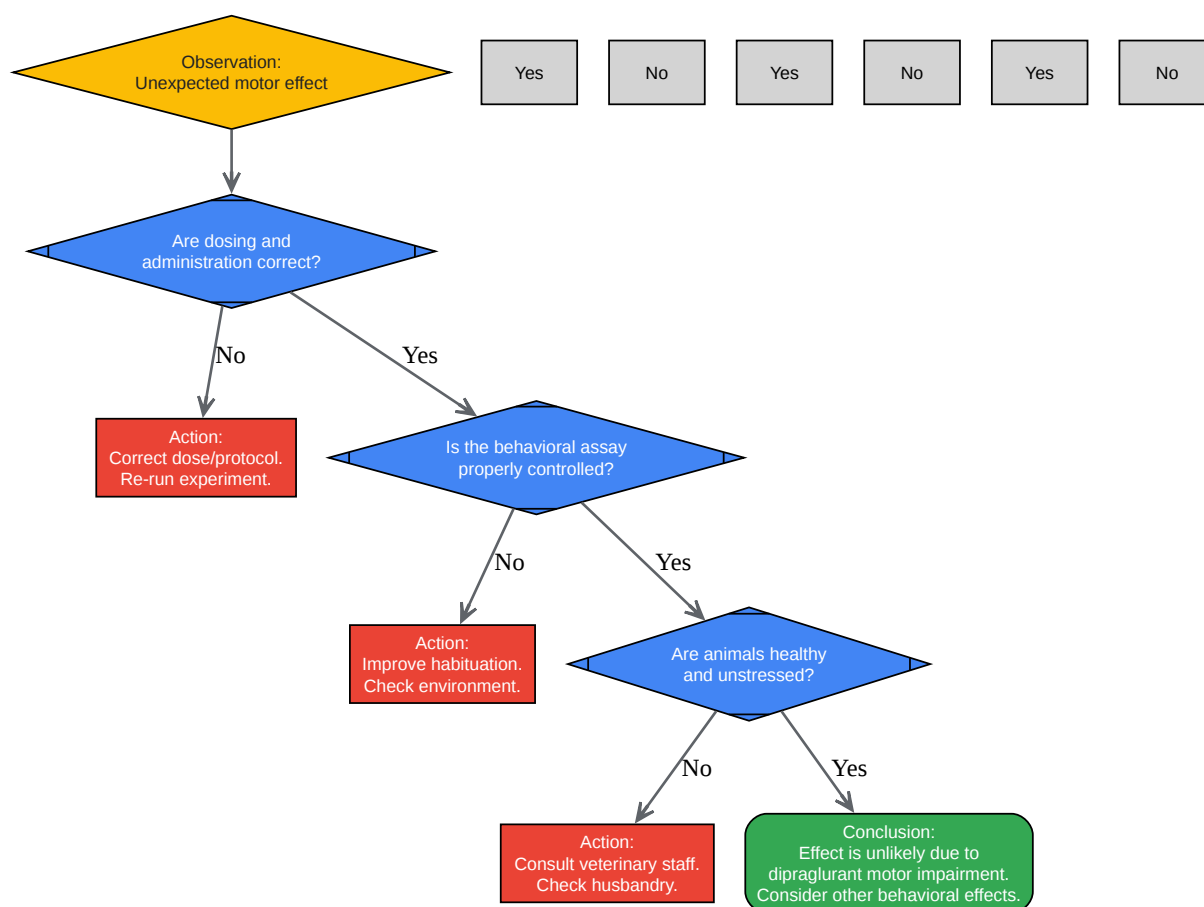 Observation:
Unexpected motor effect
Yes
No
Yes
No
Yes
No
Are dosing and
administration correct?
No
Yes
Action:
Correct dose/protocol.
Re-run experiment.
Is the behavioral assay
properly controlled?
No
Yes
Action:
Improve habituation.
Check environment.
Are animals healthy
and unstressed?
No
Yes
Action:
Consult veterinary staff.
Check husbandry.
Conclusion:
Effect is unlikely due to
dipraglurant motor impairment.
Consider other behavioral effects.